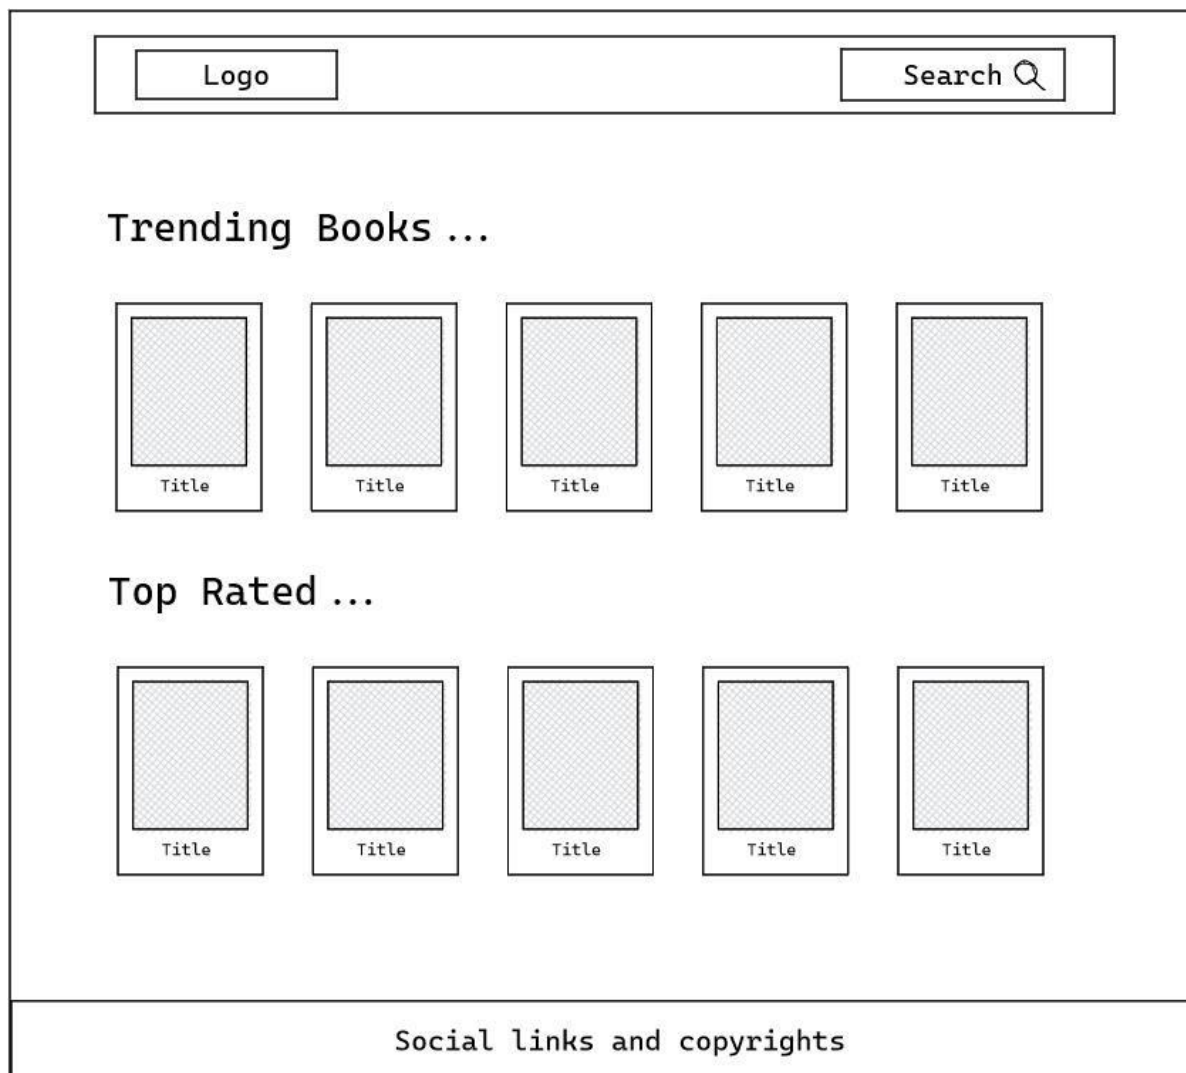 Logo
Search
Trending Books ...
Title
Title
Title
Title
Title
Top Rated ...
Title
Title
Title
Title
Title
Social links and copyrights